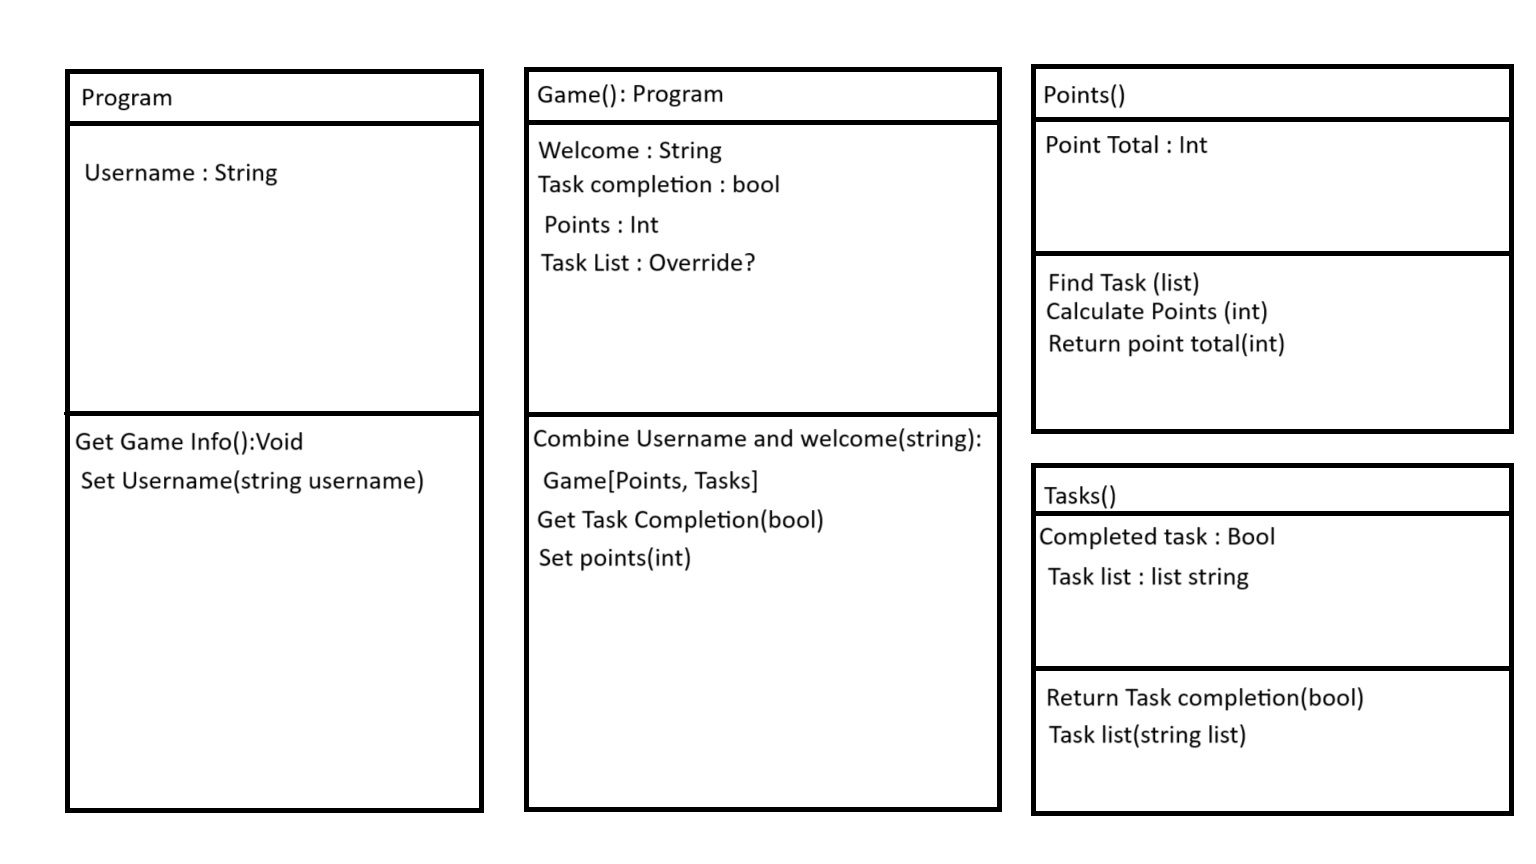 Program
Username : String
Get Game Info():Void
Set Username(string username)
Game(): Program
Welcome : String
Task completion : bool
Points : Int
Task List : Override?
Combine Username and welcome(string):
Game[Points, Tasks]
Get Task Completion(bool)
Set points(int)
Points()
Point Total : Int
Find Task (list)
Calculate Points (int)
Return point total(int)
Tasks()
Completed task : Bool
Task list : list string
Return Task completion(bool)
Task list(string list)